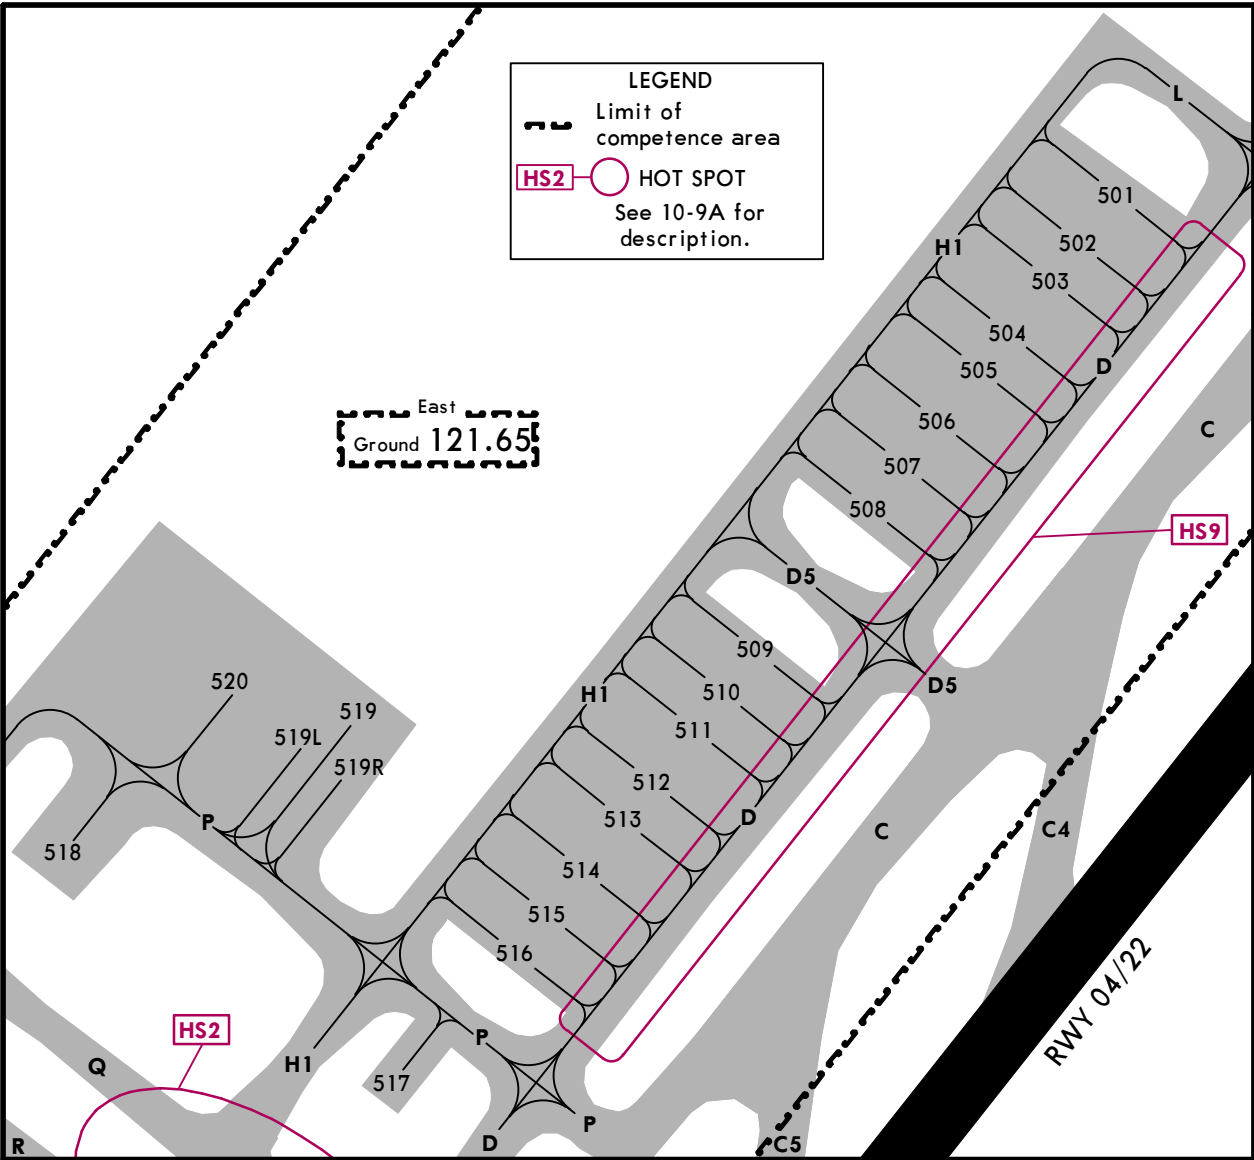 LEGEND
Limit of
competence area
HS2
HOT SPOT
See 10-9A for
description.
L
501
502
H1
503
504
D
505
East
Ground 121.65
506
C
507
508
HS9
D5
509
520
D5
510
H1
519
511
519L
519R
512
D
P
513
C
C4
518
514
515
516
RWY 04/22
HS2
P
H1
Q
517
P
D
C5
R